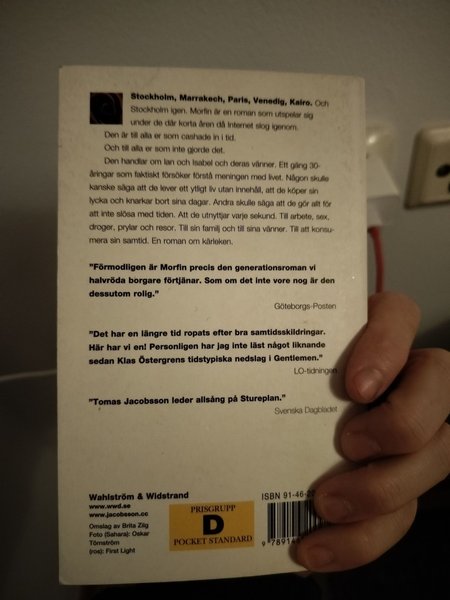 Stockholm, Marrakech, Paris, Venedig, Kairo. Och
Stockholm igen. Morfin är en roman som utspelar sig
under de där korta åren då Internet slog igenom.
Den är till alla er som cashade in i tid.
Och till alla er som inte gjorde det.
Den handlar om Ian och Isabel och deras vänner. Ett gäng 30-
åringar som faktiskt försöker förstå meningen med livet. Någon skulle
kanske säga att de lever ett ytligt liv utan innehåll, att de köper sin
lycka och knarkar bort sina dagar. Andra skulle säga att de gör allt för
att inte slösa med tiden. Att de utnyttjar varje sekund. Till arbete, sex,
droger, prylar och resor. Till sin familj och till sina vänner. Till att konsu-
mera sin samtid. En roman om kärleken.
"Förmodligen är Morfin precis den generationsroman vi
halvröda borgare förtjänar. Som om det inte vore nog är den
dessutom rolig."
Göteborgs-Posten
"Det har en längre tid ropats efter bra samtidsskildringar.
Här har vi en! Personligen har jag inte läst något liknande
sedan Klas Östergrens tidstypiska nedslag i Gentlemen."
LO-tidningen
"Tomas Jacobsson leder allsång på Stureplan."
Svenska Dagbladet
Wahlström & Widstrand
www.wwd.se
www.jacobsson.cc
Omslag av Brita Zilg
Foto (Sahara): Oskar
Törnström
(ros): First Light
PRISGRUPP
D
POCKET STANDARD
ISBN 91-46-